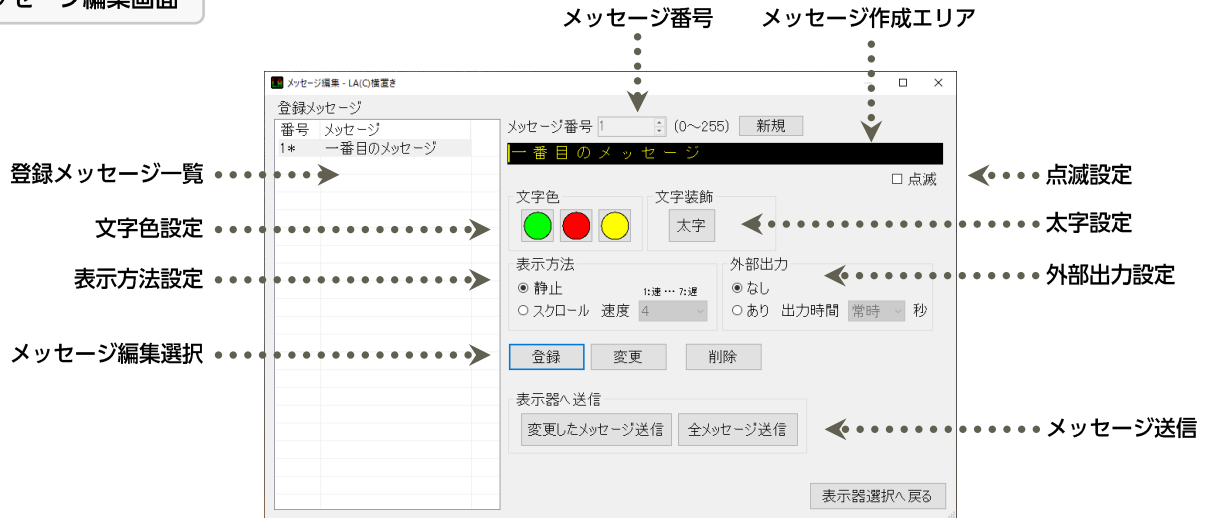 ッセージ編集画面
メッセージ番号
メッセージ作成エリア
メッセージ編集 - LA(C)横置き
登録メッセージ
番号 メッセージ
1* 一番目のメッセージ
メッセージ番号 1 (0～255) 新規
一番目のメッセージ
点滅
文字色
文字装飾
太字
表示方法
静止 1:速…7:遅
スクロール 速度 4
外部出力
なし
あり 出力時間 常時 秒
登録 変更 削除
表示器へ送信
変更したメッセージ送信 全メッセージ送信
表示器選択へ戻る
登録メッセージ一覧
文字色設定
表示方法設定
メッセージ編集選択
点滅設定
太字設定
外部出力設定
メッセージ送信